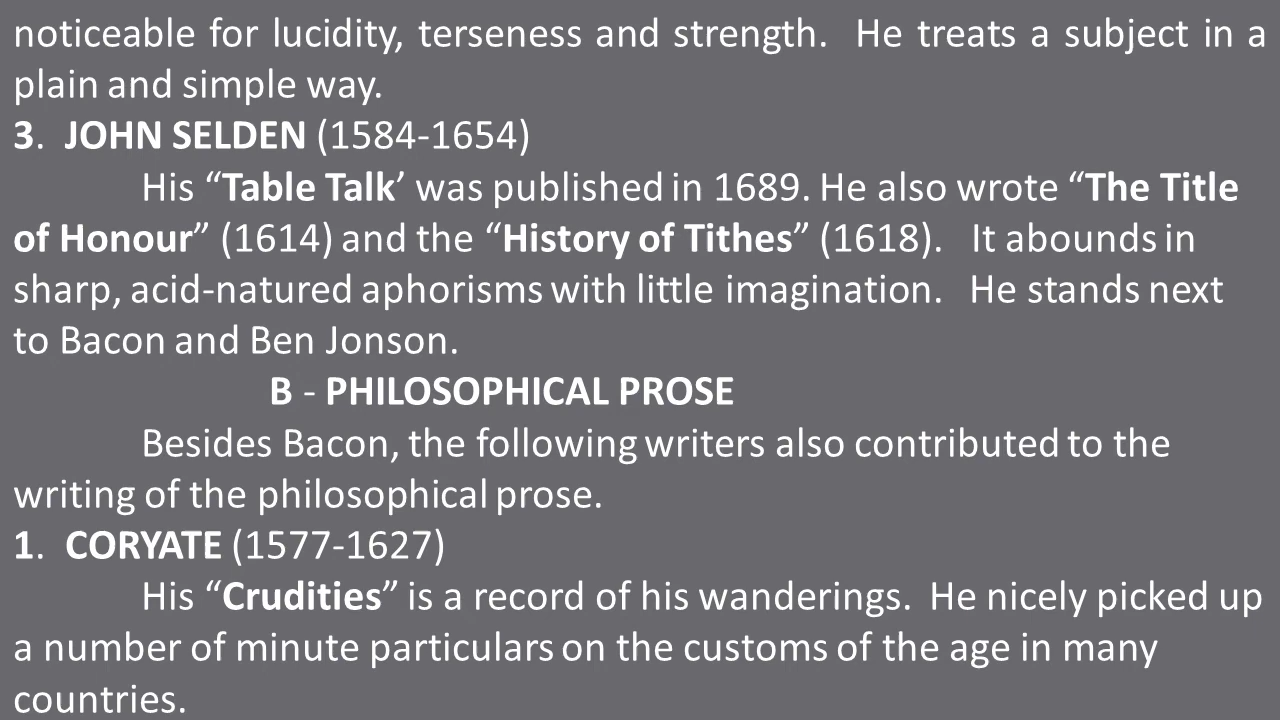 noticeable for lucidity, terseness and strength. He treats a subject in a
plain and simple way.
3. JOHN SELDEN (1584-1654)
His “Table Talk’ was published in 1689. He also wrote “The Title
of Honour” (1614) and the “History of Tithes” (1618). It abounds in
sharp, acid-natured aphorisms with little imagination. He stands next
to Bacon and Ben Jonson.
B - PHILOSOPHICAL PROSE
Besides Bacon, the following writers also contributed to the
writing of the philosophical prose.
1. CORYATE (1577-1627)
His “Crudities” is a record of his wanderings. He nicely picked up
a number of minute particulars on the customs of the age in many
countries.